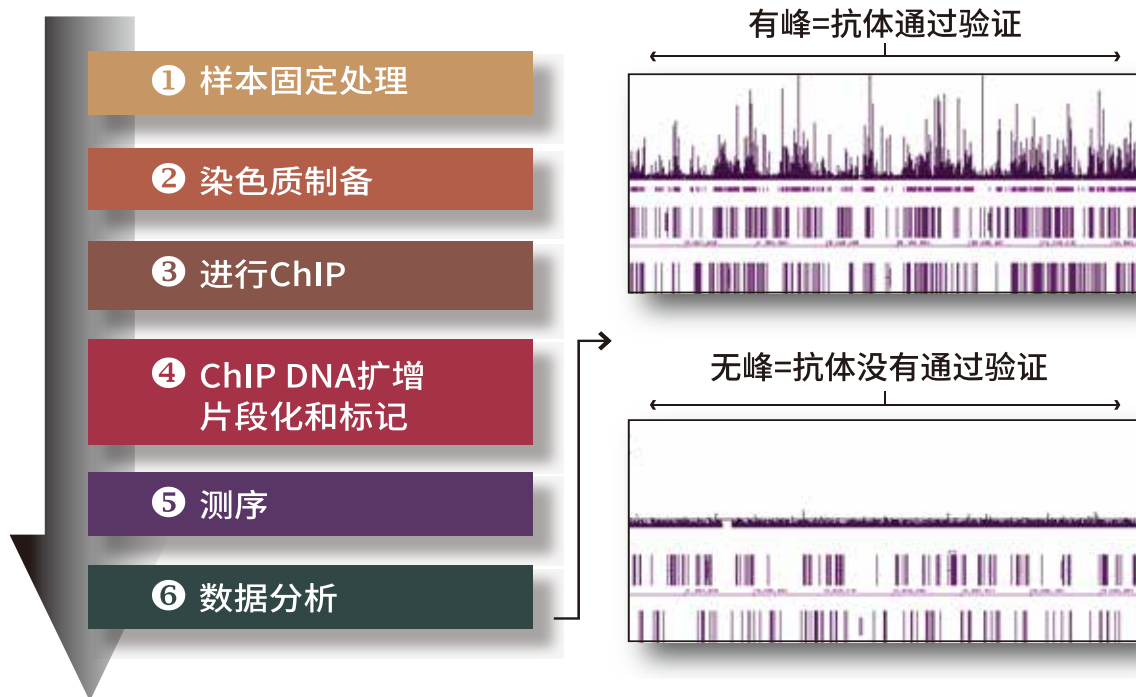 ❶ 样本固定处理
❷ 染色质制备
❸ 进行ChIP
❹ ChIP DNA扩增
片段化和标记
❺ 测序
❻ 数据分析
有峰=抗体通过验证
无峰=抗体没有通过验证